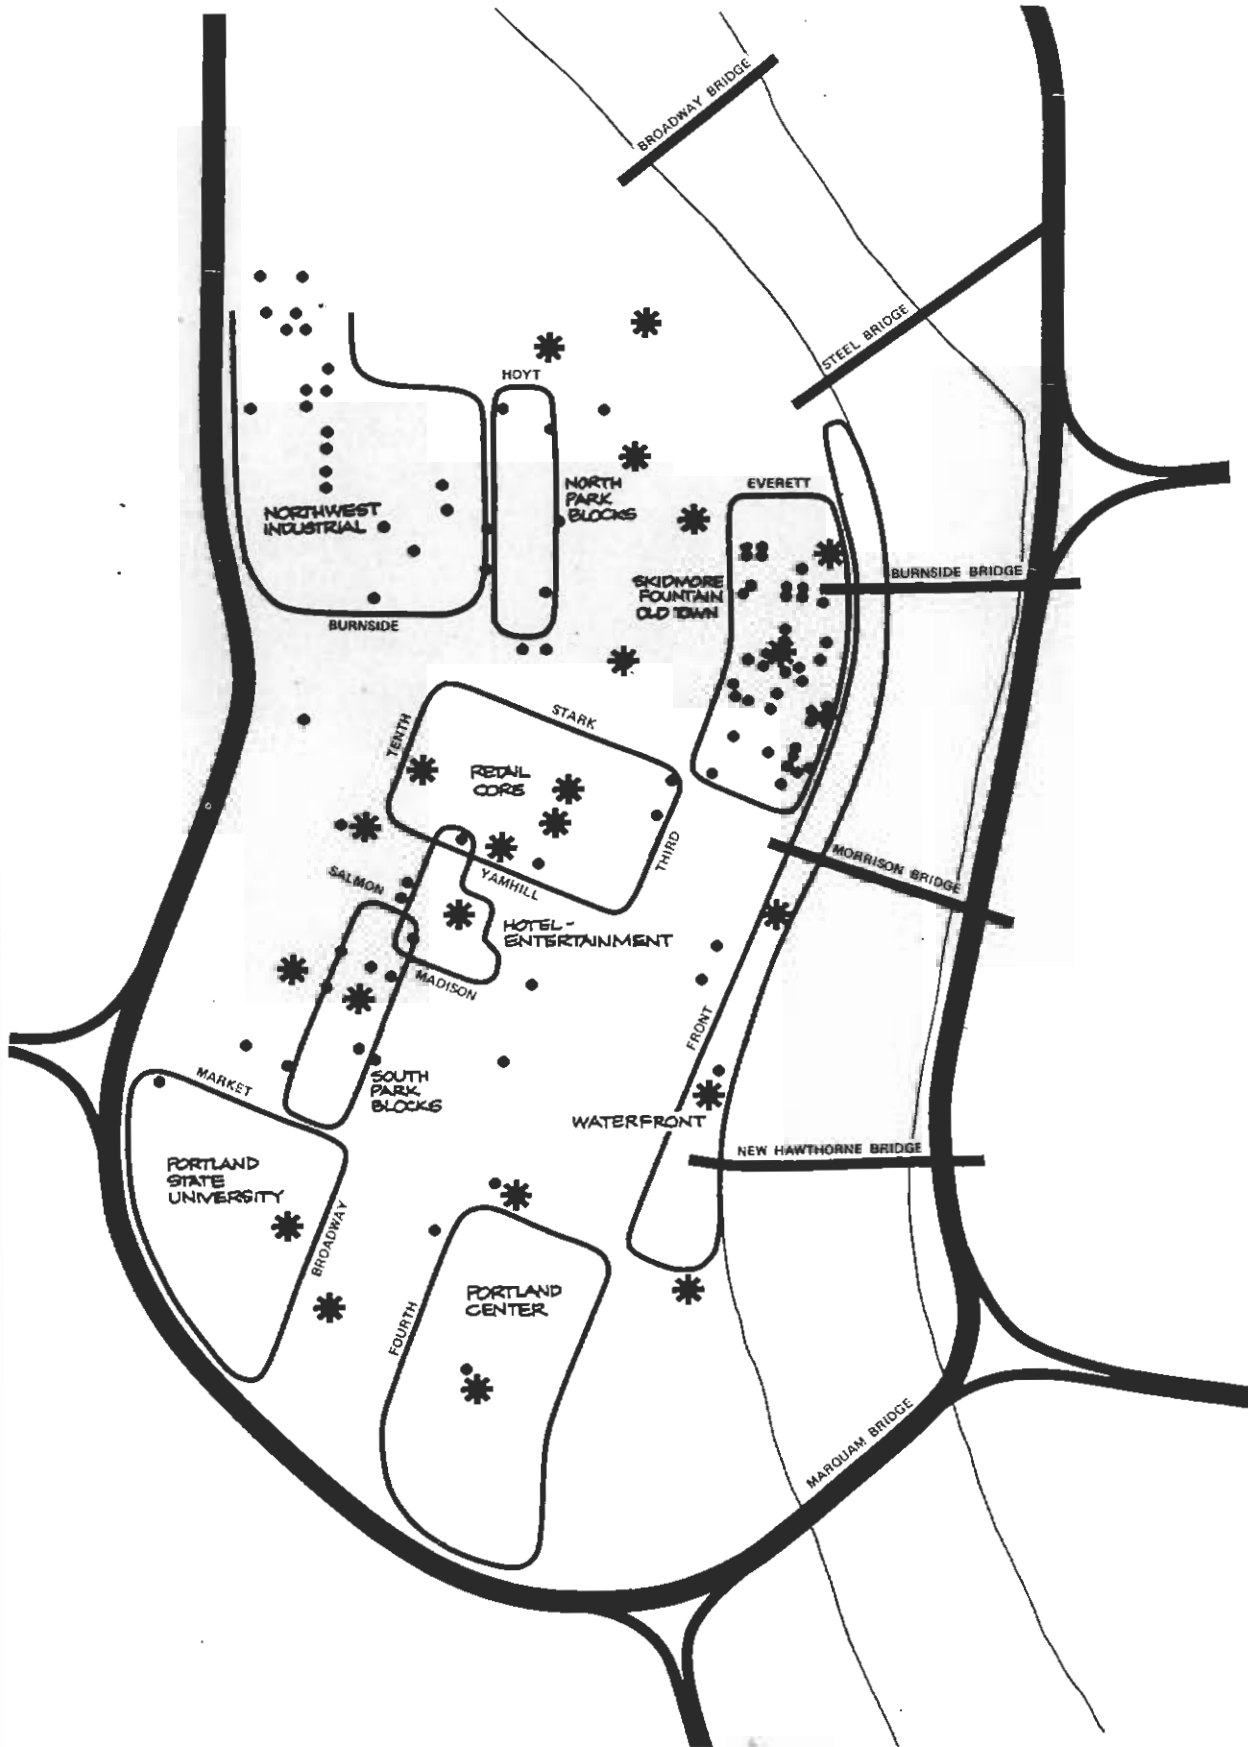 BROADWAY BRIDGE
STEEL BRIDGE
HOYT
NORTH
PARK
BLOCKS
EVERETT
NORTHWEST
INDUSTRIAL
SKIDMORE
FOUNTAIN
OLD TOWN
BURNSIDE BRIDGE
BURNSIDE
STARK
TENTH
RETAIL
CORE
THIRD
MORRISON BRIDGE
SALMON
YAMHILL
HOTEL-
ENTERTAINMENT
MADISON
FRONT
MARKET
SOUTH
PARK
BLOCKS
WATERFRONT
NEW HAWTHORNE BRIDGE
PORTLAND
STATE
UNIVERSITY
BROADWAY
PORTLAND
CENTER
FOURTH
MARQUAM BRIDGE